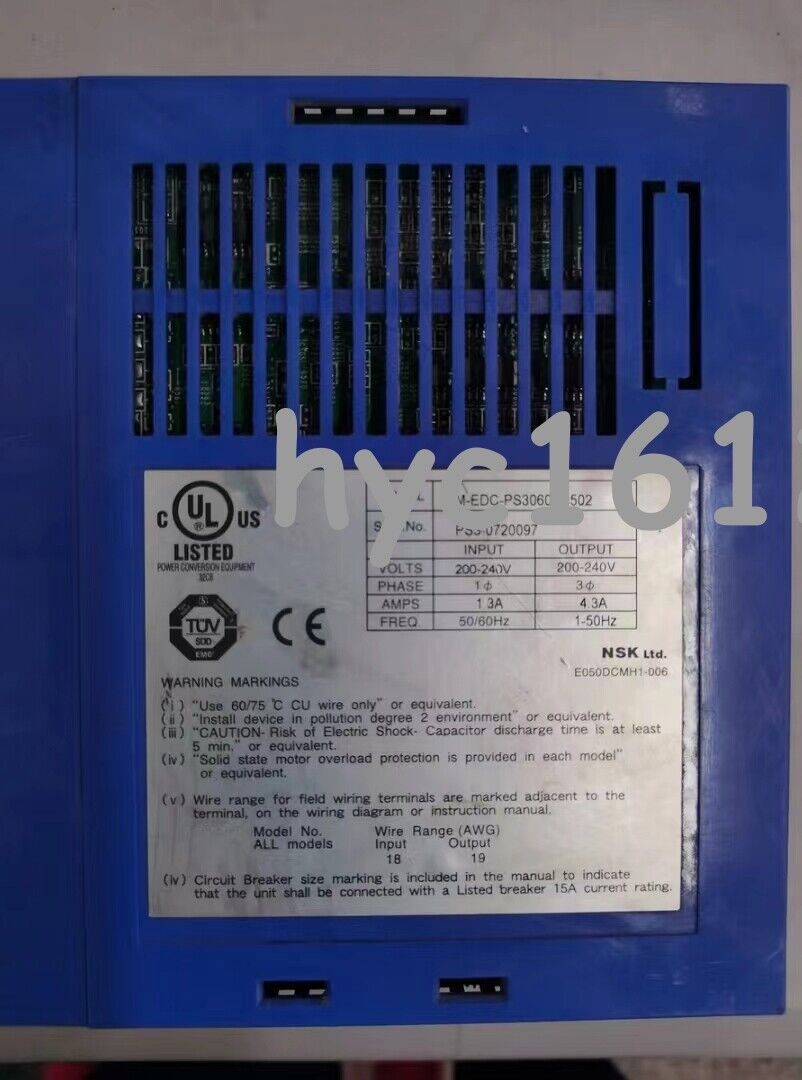 hyc161
C UL US
LISTED
POWER CONVERSION EQUIPMENT
32C8
TÜV
EMC
CE
M-EDC-PS3060 502
No.
0720097
INPUT OUTPUT
VOLTS 200-240V 200-240V
PHASE 1ϕ 3ϕ
AMPS 1.3A 4.3A
FREQ. 50/60Hz 1-50Hz
NSK Ltd.
E050DCMH1-006
WARNING MARKINGS
(i) "Use 60/75 ℃ CU wire only" or equivalent.
(ii) "Install device in pollution degree 2 environment" or equivalent.
(iii) "CAUTION- Risk of Electric Shock- Capacitor discharge time is at least
5 min." or equivalent.
(iv) "Solid state motor overload protection is provided in each model"
or equivalent.
(v) Wire range for field wiring terminals are marked adjacent to the
terminal, on the wiring diagram or instruction manual.
Model No. Wire Range (AWG)
ALL models Input Output
18 19
(iv) Circuit Breaker size marking is included in the manual to indicate
that the unit shall be connected with a Listed breaker 15A current rating.